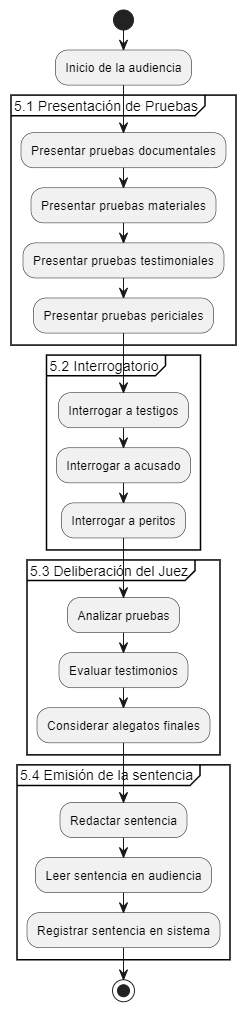 Inicio de la audiencia
5.1 Presentación de Pruebas
Presentar pruebas documentales
Presentar pruebas materiales
Presentar pruebas testimoniales
Presentar pruebas periciales
5.2 Interrogatorio
Interrogar a testigos
Interrogar a acusado
Interrogar a peritos
5.3 Deliberación del Juez
Analizar pruebas
Evaluar testimonios
Considerar alegatos finales
5.4 Emisión de la sentencia
Redactar sentencia
Leer sentencia en audiencia
Registrar sentencia en sistema